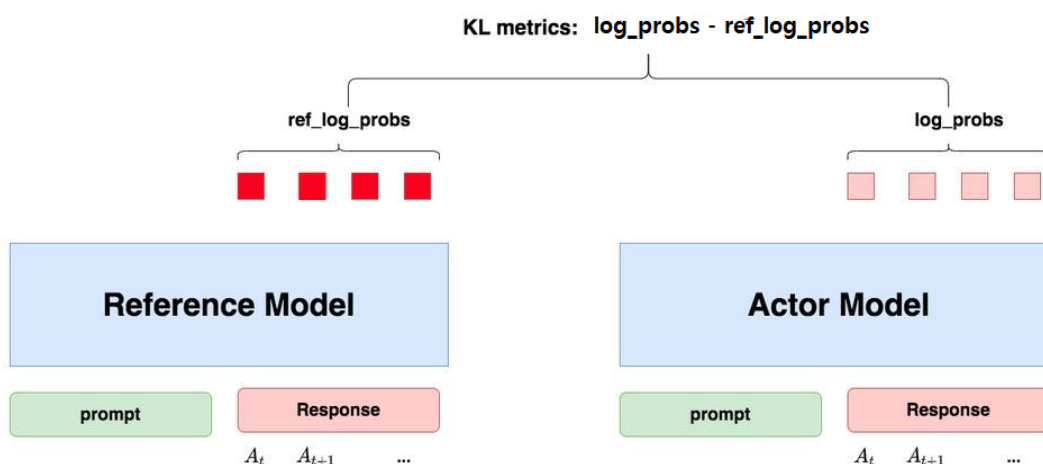 KL metrics: log_probs - ref_log_probs
ref_log_probs
log_probs
Reference Model
Actor Model
prompt
Response
prompt
Response
A_t A_{t+1} ...
A_t A_{t+1} ...